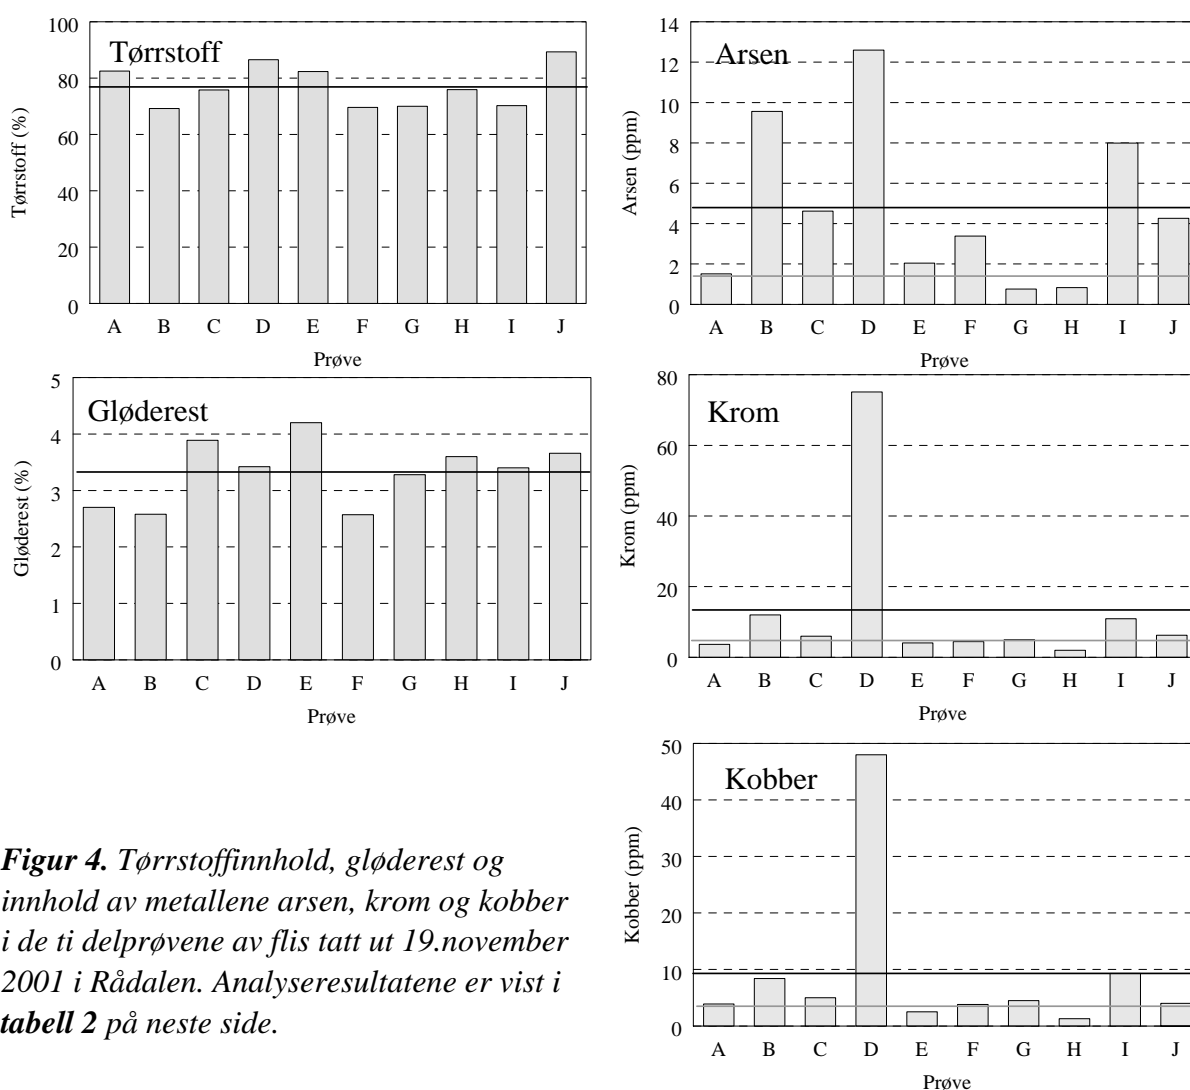 Tørrstoff
Tørrstoff (%)
100
80
60
40
20
0
A B C D E F G H I J
Prøve
Arsen
Arsen (ppm)
14
12
10
8
6
4
2
0
A B C D E F G H I J
Prøve
Gløderest
Gløderest (%)
5
4
3
2
1
0
A B C D E F G H I J
Prøve
Krom
Krom (ppm)
80
60
40
20
0
A B C D E F G H I J
Prøve
Kobber
Kobber (ppm)
50
40
30
20
10
0
A B C D E F G H I J
Prøve
Figur 4. Tørrstoffinnhold, gløderest og
innhold av metallene arsen, krom og kobber
i de ti delprøvene av flis tatt ut 19.november
2001 i Rådalen. Analyseresultatene er vist i
tabell 2 på neste side.